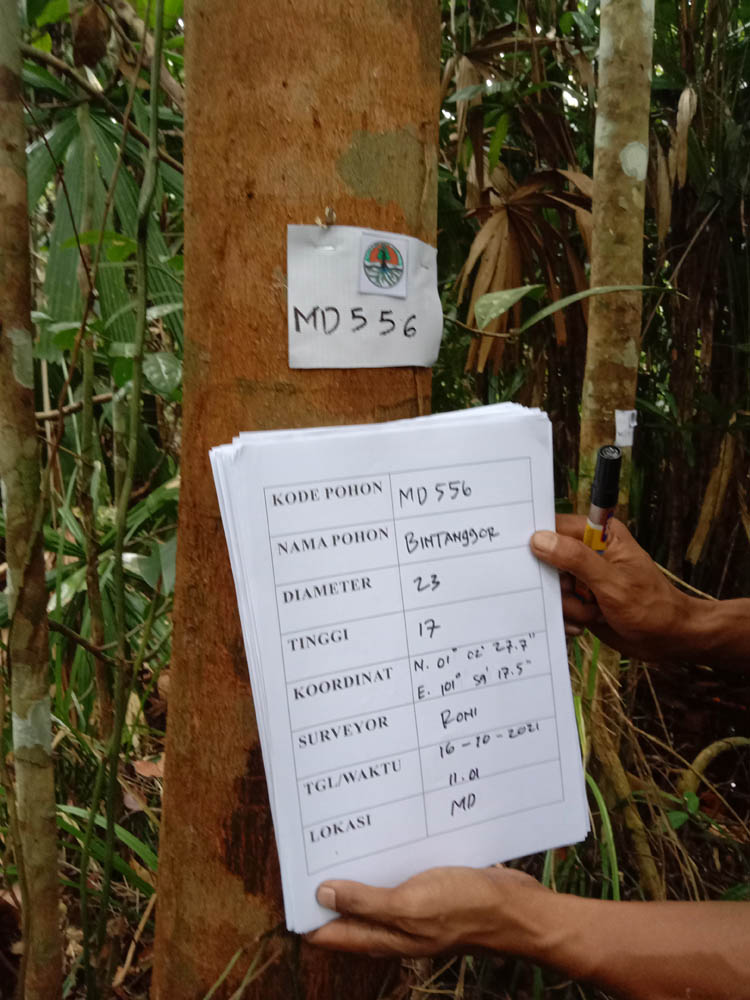 MD 556
KODE POHON MD 556
NAMA POHON BINTANGGOR
DIAMETER 23
TINGGI 17
KOORDINAT N. 01° 02' 27.7"
E. 101° 59' 17.5"
SURVEYOR RONI
TGL/WAKTU 16-10-2021
11.01
LOKASI MD